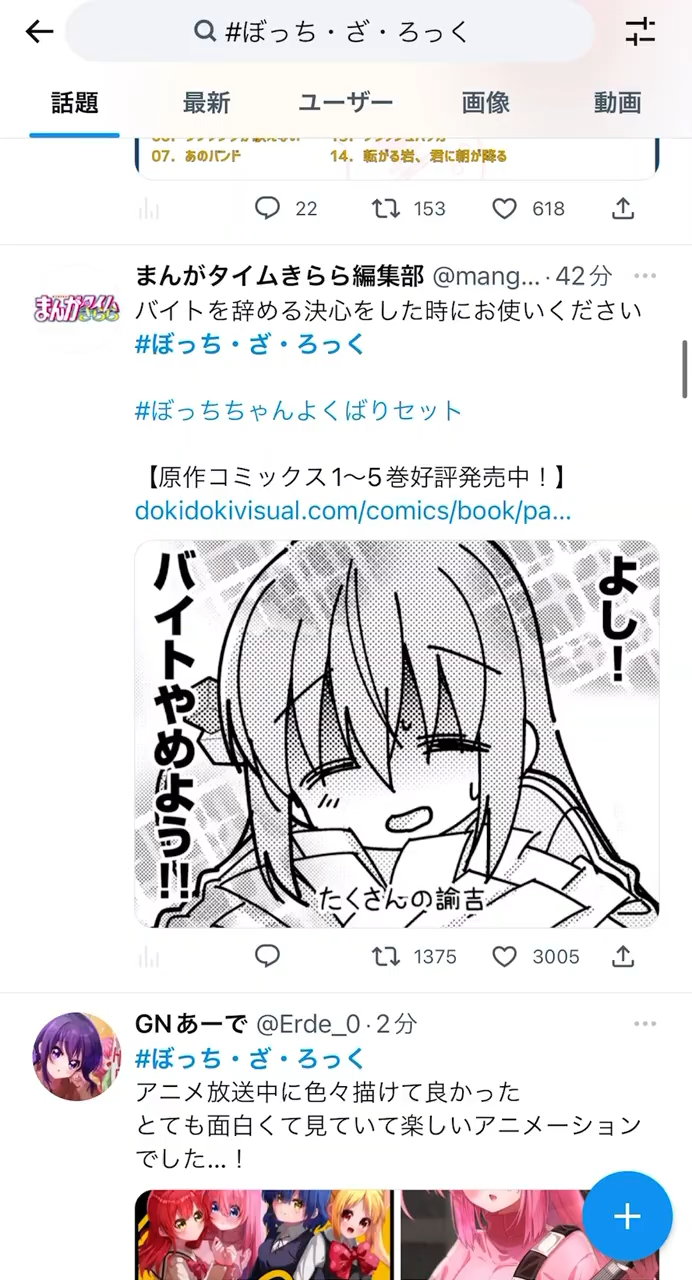 #ぼっち・ざ・ろっく
話題 最新 ユーザー 画像 動画
07. あのバンド 14. 転がる岩、君に朝が降る
22 153 618
まんがタイムきらら編集部 @mang... · 42分
まんがタイムきらら
バイトを辞める決心をした時にお使いください
#ぼっち・ざ・ろっく
#ぼっちちゃんよくばりセット
【原作コミックス1〜5巻好評発売中！】
dokidokivisual.com/comics/book/pa...
よし！
バイトやめよう!!
たくさんの諭吉
1375 3005
GNあーで @Erde_0 · 2分
#ぼっち・ざ・ろっく
アニメ放送中に色々描けて良かった
とても面白くて見ていて楽しいアニメーション
でした...！